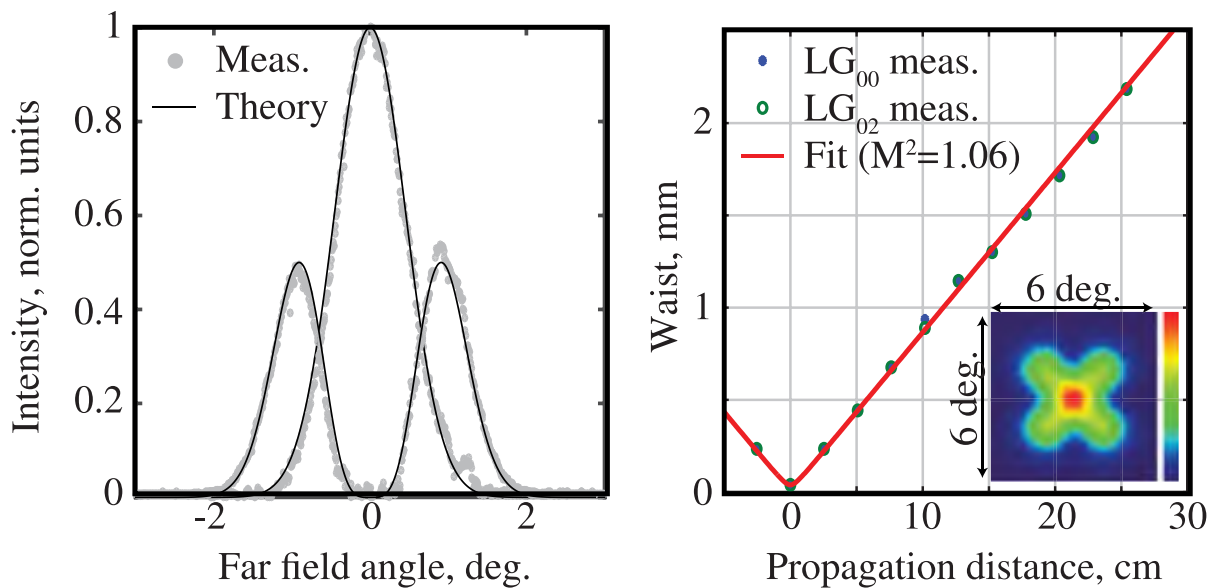 1
0.8
0.6
0.4
0.2
0
-2
0
2
Intensity, norm. units
Far field angle, deg.
Meas.
Theory
2
1
0
0
10
20
30
Waist, mm
Propagation distance, cm
LG₀₀ meas.
LG₀₂ meas.
Fit (M²=1.06)
6 deg.
6 deg.